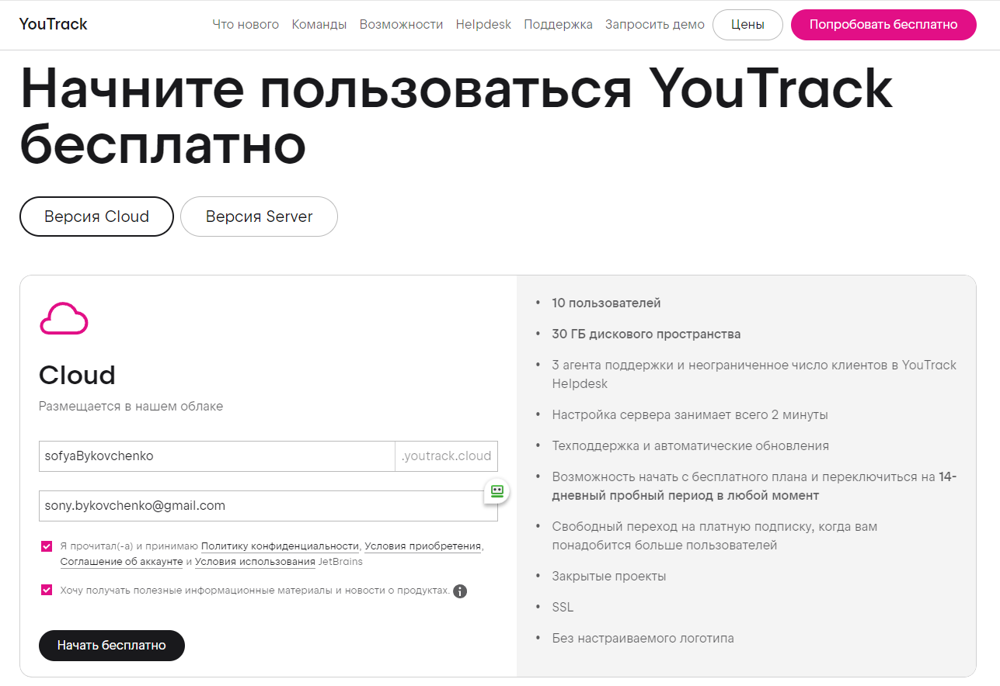 YouTrack
Что нового Команды Возможности Helpdesk Поддержка Запросить демо Цены Попробовать бесплатно
Начните пользоваться YouTrack
бесплатно
Версия Cloud Версия Server
Cloud
Размещается в нашем облаке
sofyaBykovchenko .youtrack.cloud
sony.bykovchenko@gmail.com
Я прочитал(-а) и принимаю Политику конфиденциальности, Условия приобретения,
Соглашение об аккаунте и Условия использования JetBrains
Хочу получать полезные информационные материалы и новости о продуктах.
Начать бесплатно
• 10 пользователей
• 30 ГБ дискового пространства
• 3 агента поддержки и неограниченное число клиентов в YouTrack
Helpdesk
• Настройка сервера занимает всего 2 минуты
• Техподдержка и автоматические обновления
• Возможность начать с бесплатного плана и переключиться на 14-
дневный пробный период в любой момент
• Свободный переход на платную подписку, когда вам
понадобится больше пользователей
• Закрытые проекты
• SSL
• Без настраиваемого логотипа